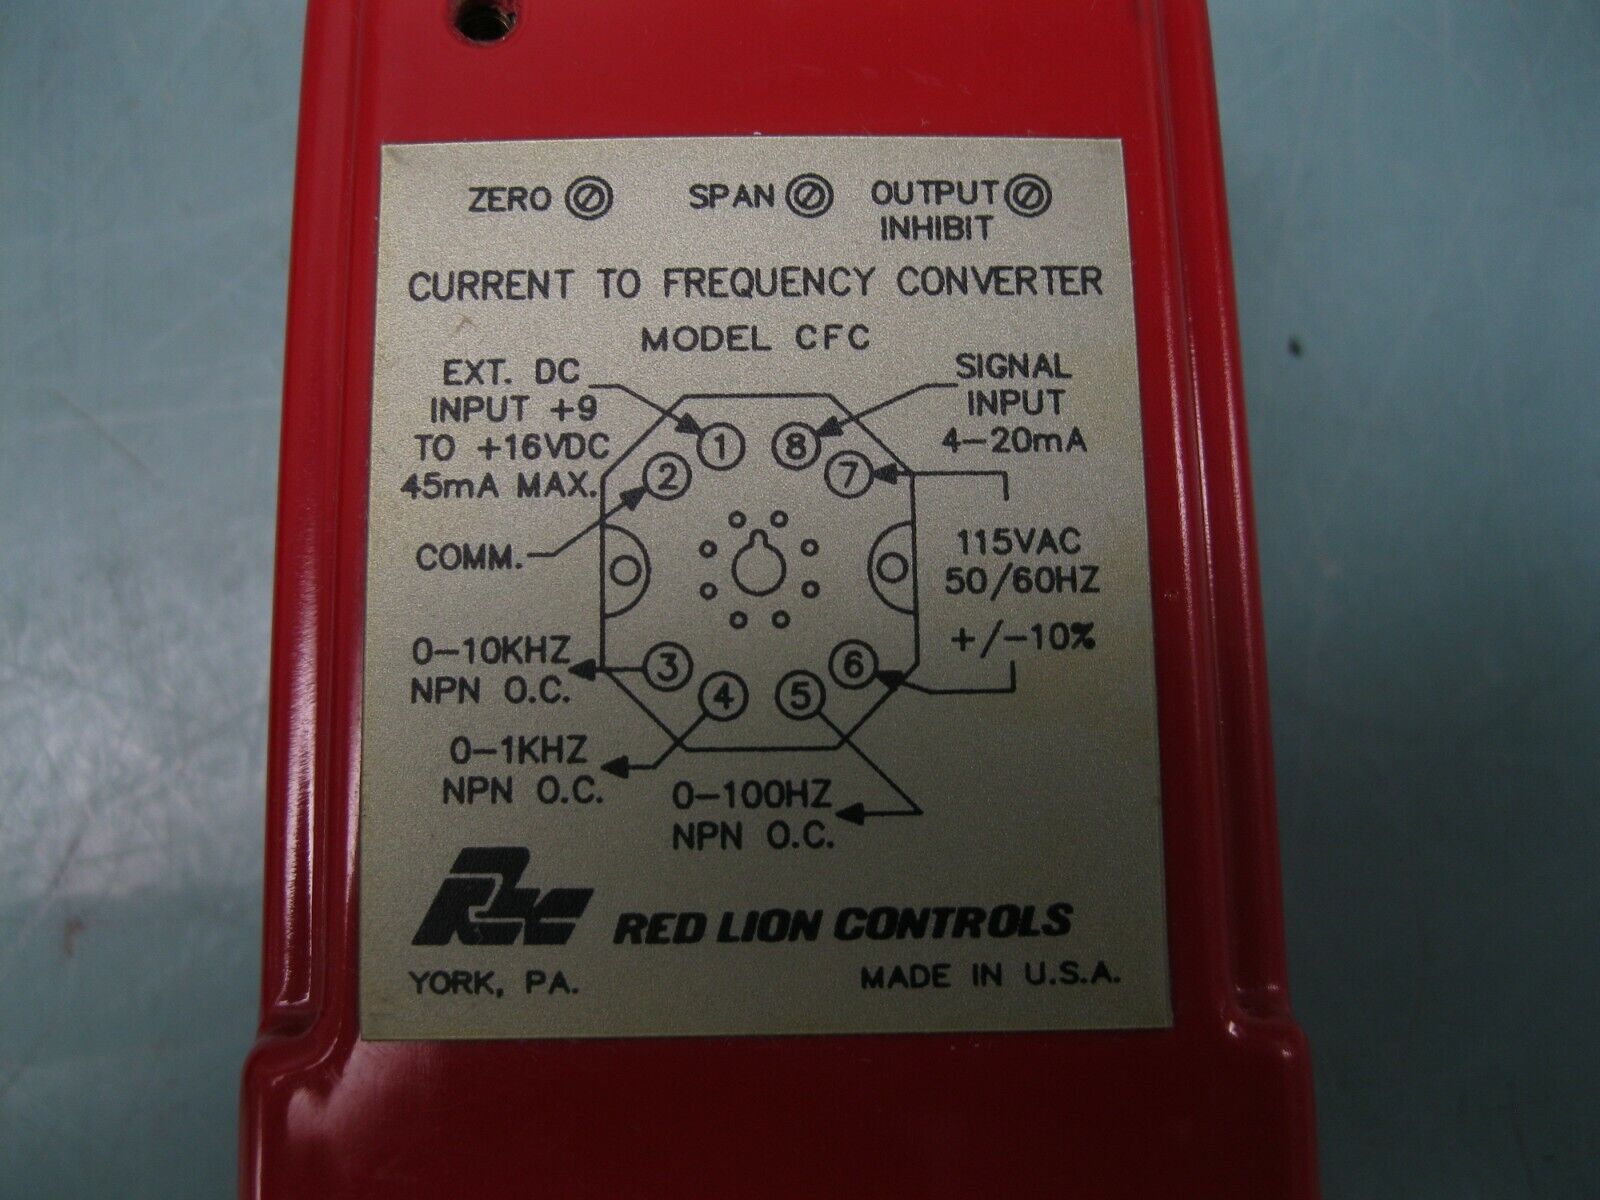 ZERO SPAN OUTPUT
INHIBIT
CURRENT TO FREQUENCY CONVERTER
MODEL CFC
EXT. DC
INPUT +9
TO +16VDC
45mA MAX.
SIGNAL
INPUT
4-20mA
1 8
2 7
COMM.
115VAC
50/60HZ
+/-10%
0-10KHZ
NPN O.C.
3 6
4 5
0-1KHZ
NPN O.C.
0-100HZ
NPN O.C.
RLC RED LION CONTROLS
YORK, PA. MADE IN U.S.A.